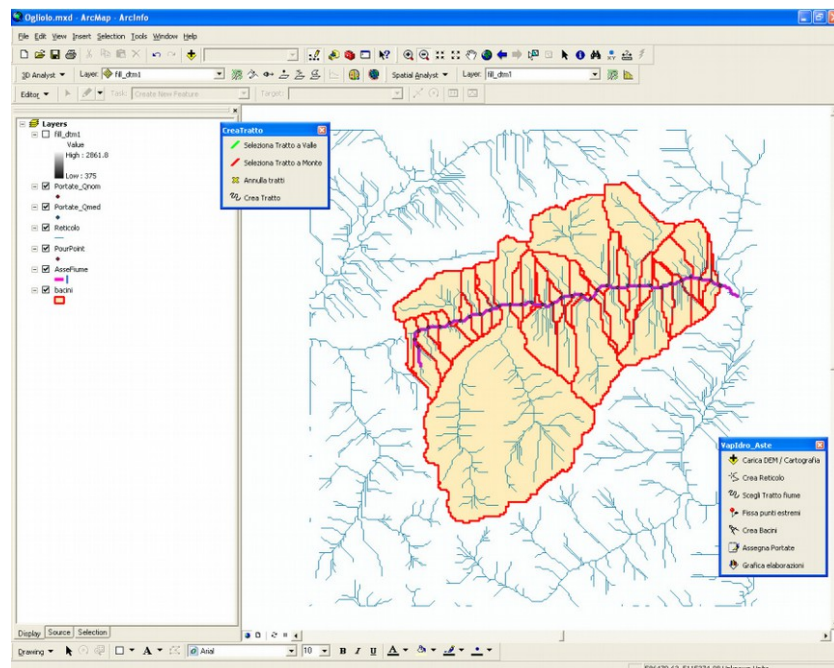 Ogliolo.mxd - ArcMap - ArcInfo
File Edit View Insert Selection Tools Window Help
3D Analyst Layer: fill_dtm1 Spatial Analyst Layer: fill_dtm1
Editor Task: Create New Feature Target:
Layers
fill_dtm1
Value
High : 2861.8
Low : 375
Portate_Qnom
Portate_Qmed
Reticolo
PourPoint
AsseFiume
bacini
CreaTratto
Seleziona Tratto a Valle
Seleziona Tratto a Monte
Annulla tratti
Crea Tratto
VapIdro_Aste
Carica DEM / Cartografia
Crea Reticolo
Scegli Tratto fiume
Fissa punti estremi
Crea Bacini
Assegna Portate
Grafica elaborazioni
Display Source Selection
Drawing A Arial 10 B I U A